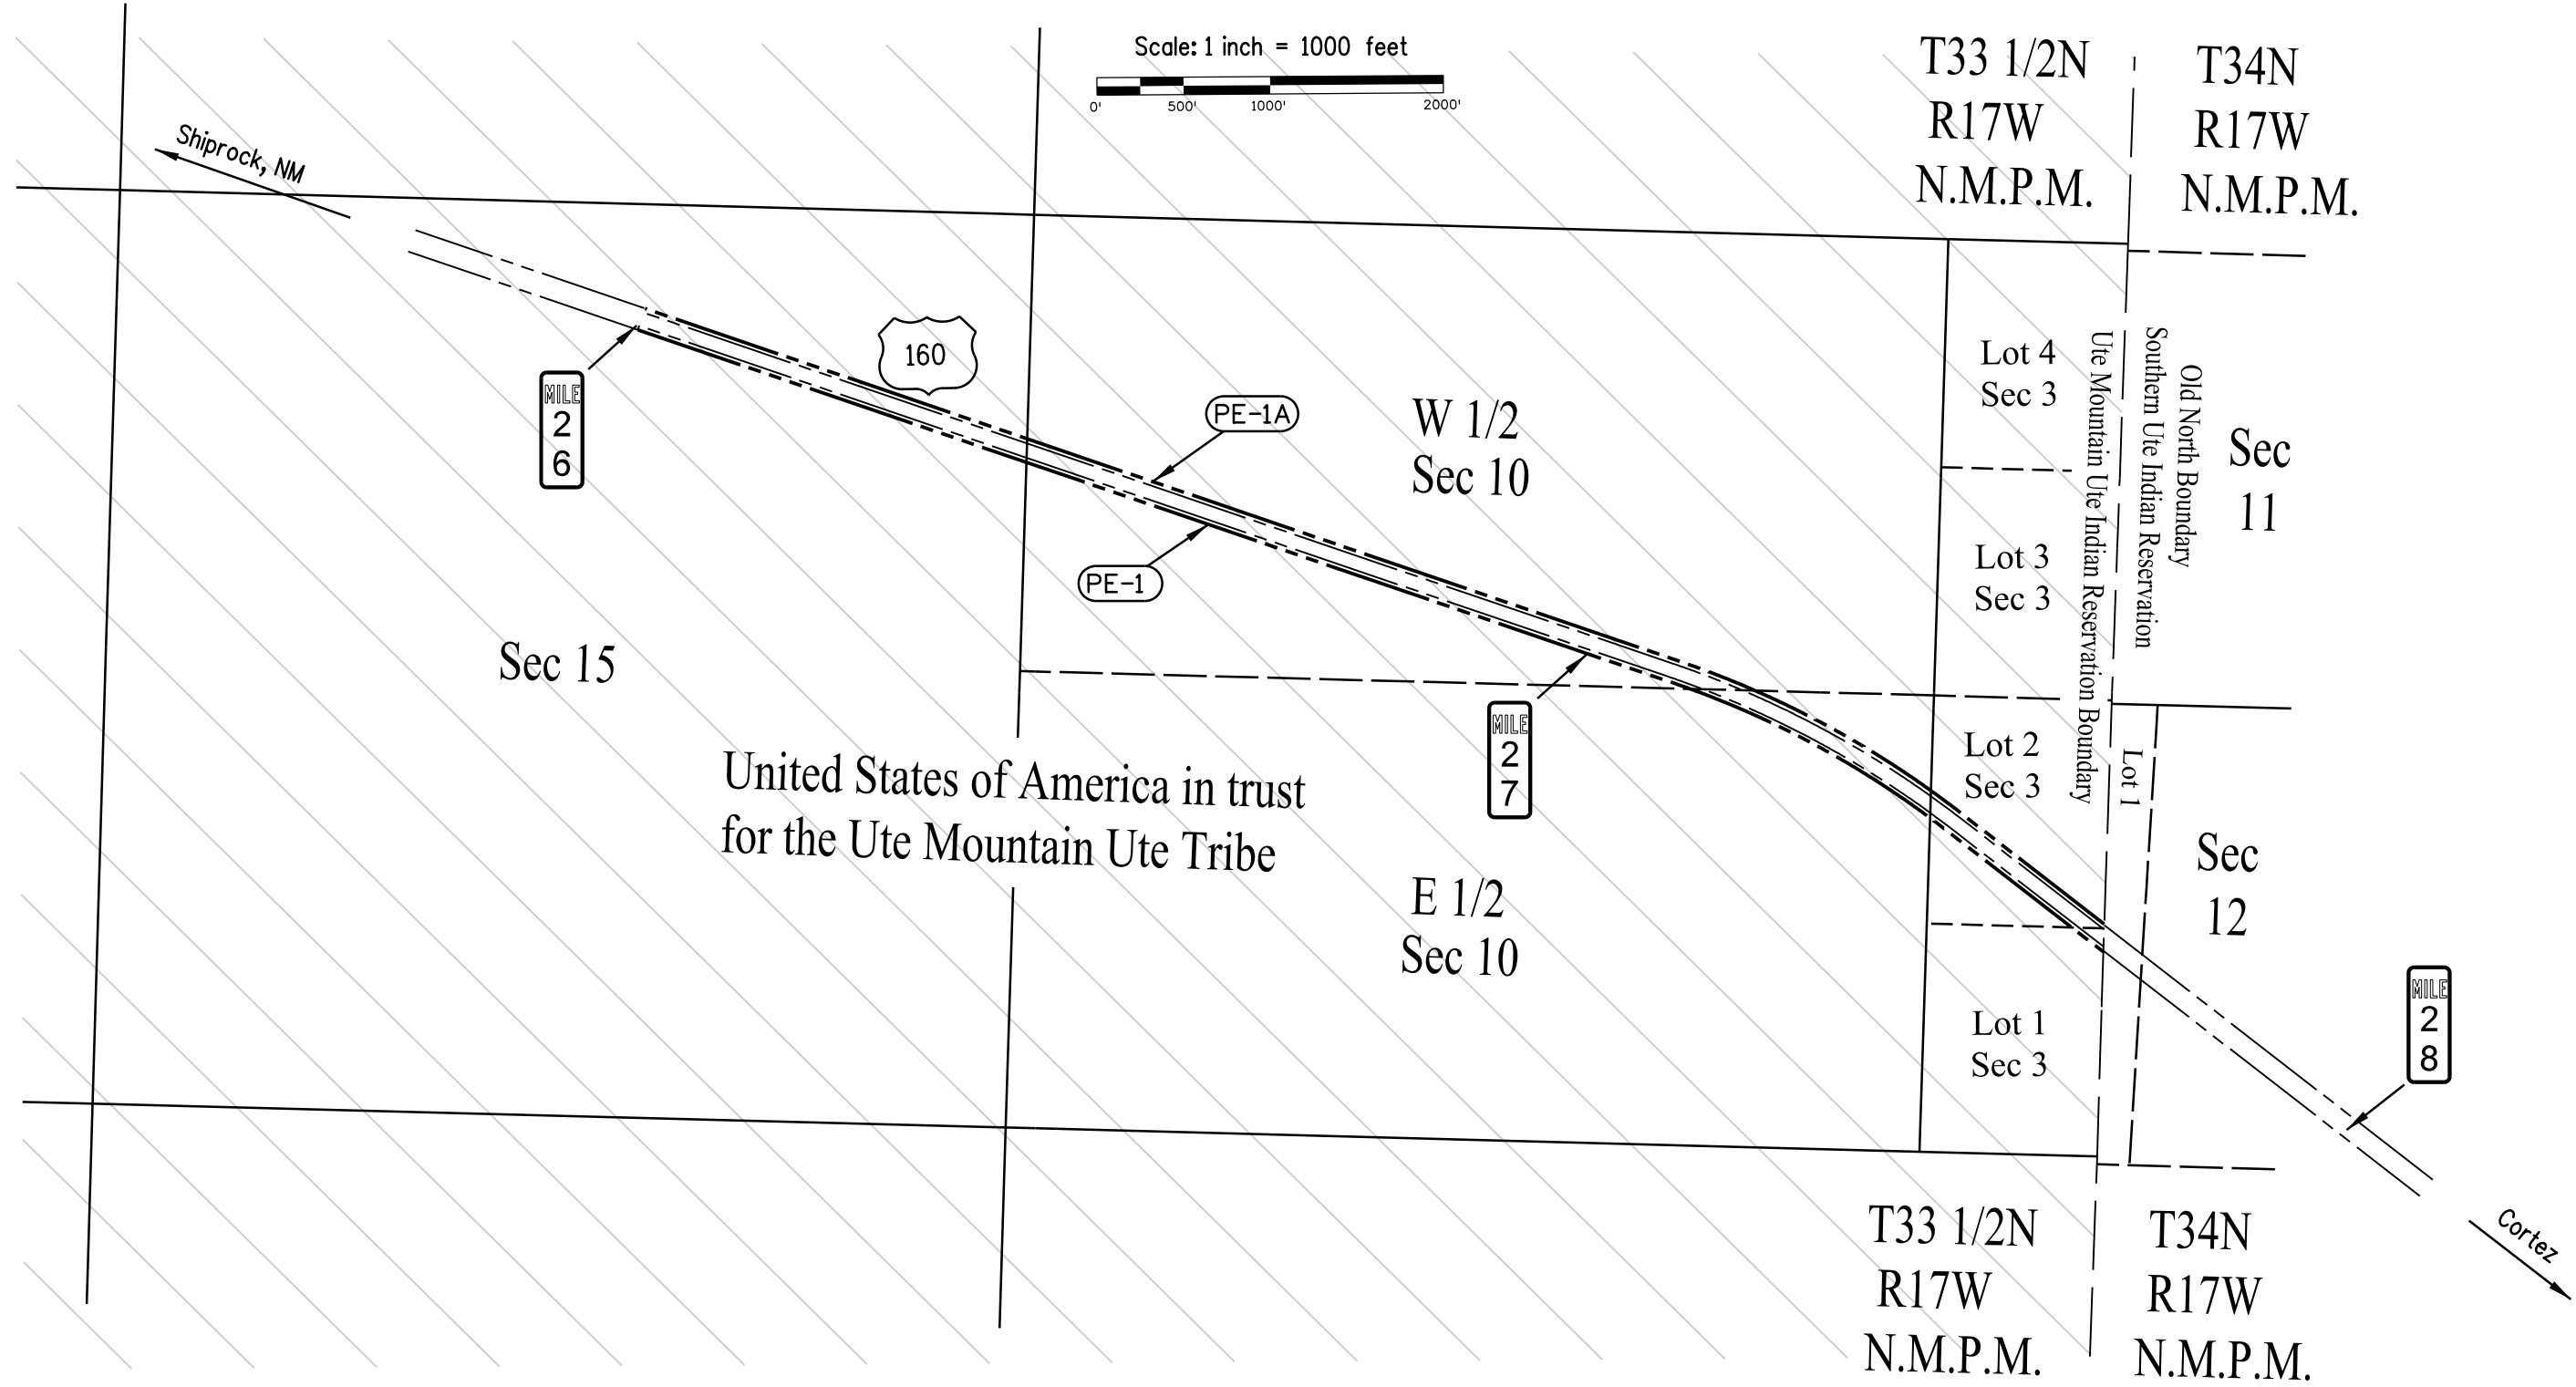 Scale: 1 inch = 1000 feet
0' 500' 1000' 2000'
T33 1/2N
R17W
N.M.P.M.
T34N
R17W
N.M.P.M.
Shiprock, NM
160
MILE
2
6
PE-1A
PE-1
W 1/2
Sec 10
Lot 4
Sec 3
Lot 3
Sec 3
Ute Mountain Ute Indian Reservation Boundary
Old North Boundary
Southern Ute Indian Reservation
Sec
11
Sec 15
MILE
2
7
Lot 2
Sec 3
Lot 1
United States of America in trust
for the Ute Mountain Ute Tribe
E 1/2
Sec 10
Sec
12
Lot 1
Sec 3
MILE
2
8
T33 1/2N
R17W
N.M.P.M.
T34N
R17W
N.M.P.M.
Cortez